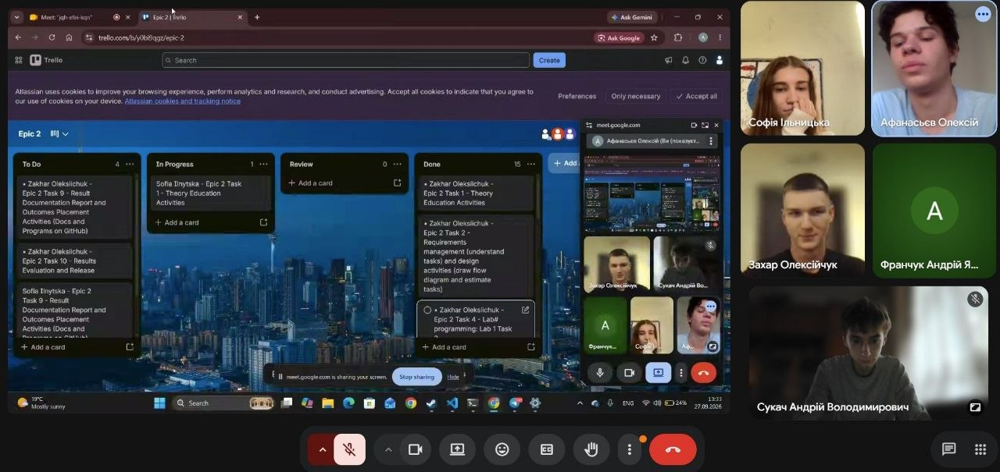 Meet: "jqh-efei-kqn"
Epic 2 | Trello
Ask Gemini
trello.com/b/y0bi9qgz/epic-2
Ask Google
A
Trello
Search
Create
Atlassian uses cookies to improve your browsing experience, perform analytics and research, and conduct advertising. Accept all cookies to indicate that you agree to
our use of cookies on your device. Atlassian cookies and tracking notice
Preferences
Only necessary
Accept all
Epic 2
To Do
4
• Zakhar Oleksiichuk -
Epic 2 Task 9 - Result
Documentation Report and
Outcomes Placement
Activities (Docs and
Programs on GitHub)
• Zakhar Oleksiichuk -
Epic 2 Task 10 - Results
Evaluation and Release
Sofia Ilnytska - Epic 2
Task 9 - Result
Documentation Report and
Outcomes Placement
Activities (Docs and
Programs on GitHub)
+ Add a card
In Progress
1
Sofia Ilnytska - Epic 2 Task
1 - Theory Education
Activities
+ Add a card
Review
0
+ Add a card
Done
15
• Zakhar Oleksiichuk -
Epic 2 Task 1 - Theory
Education Activities
• Zakhar Oleksiichuk -
Epic 2 Task 2 -
Requirements
management (understand
tasks) and design
activities (draw flow
diagram and estimate
tasks)
• Zakhar Oleksiichuk -
Epic 2 Task 4 - Lab#
programming: Lab 1 Task
+ Add a card
+ Add
meet.google.com
A
Афанасьєв Олексій (Ви (показует...
Захар Олексійчук
Сукач Андрій Во...
A
Франчук...
Софія Іл...
Аф...
meet.google.com is sharing your screen.
Stop sharing
Hide
19°C
Mostly sunny
Search
ENG
24%
13:33
27.09.2026
Софія Ільницька
Афанасьєв Олексій
Захар Олексійчук
А
Франчук Андрій Я...
Сукач Андрій Володимирович